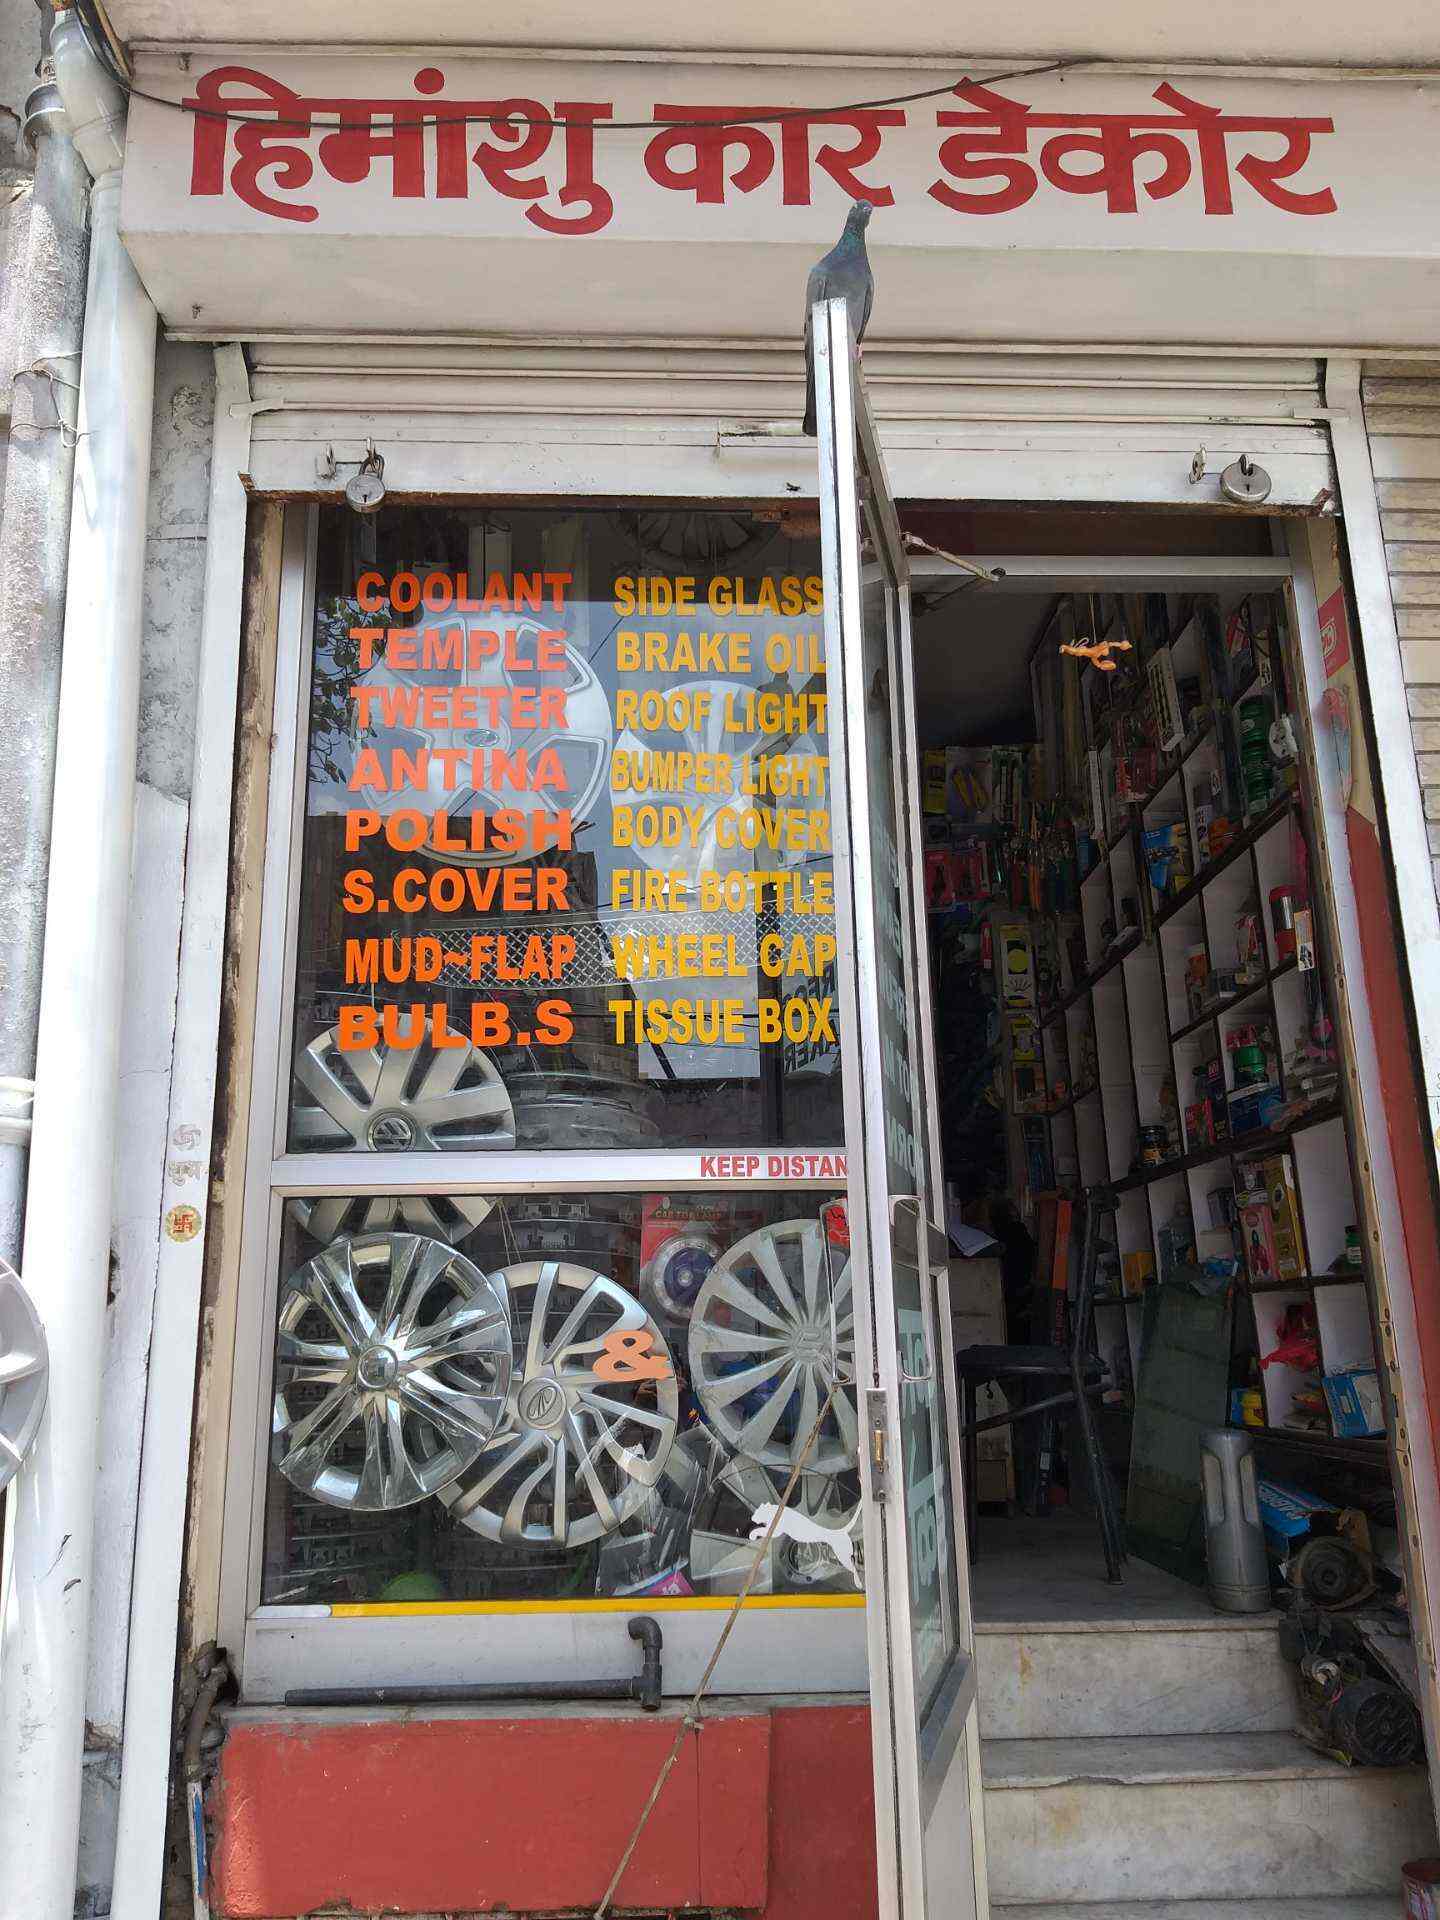 हिमांशु कार डेकोर
COOLANT
TEMPLE
TWEETER
ANTINA
POLISH
S.COVER
MUD~FLAP
BULB.S
SIDE GLASS
BRAKE OIL
ROOF LIGHT
BUMPER LIGHT
BODY COVER
FIRE BOTTLE
WHEEL CAP
TISSUE BOX
KEEP DISTAN
&